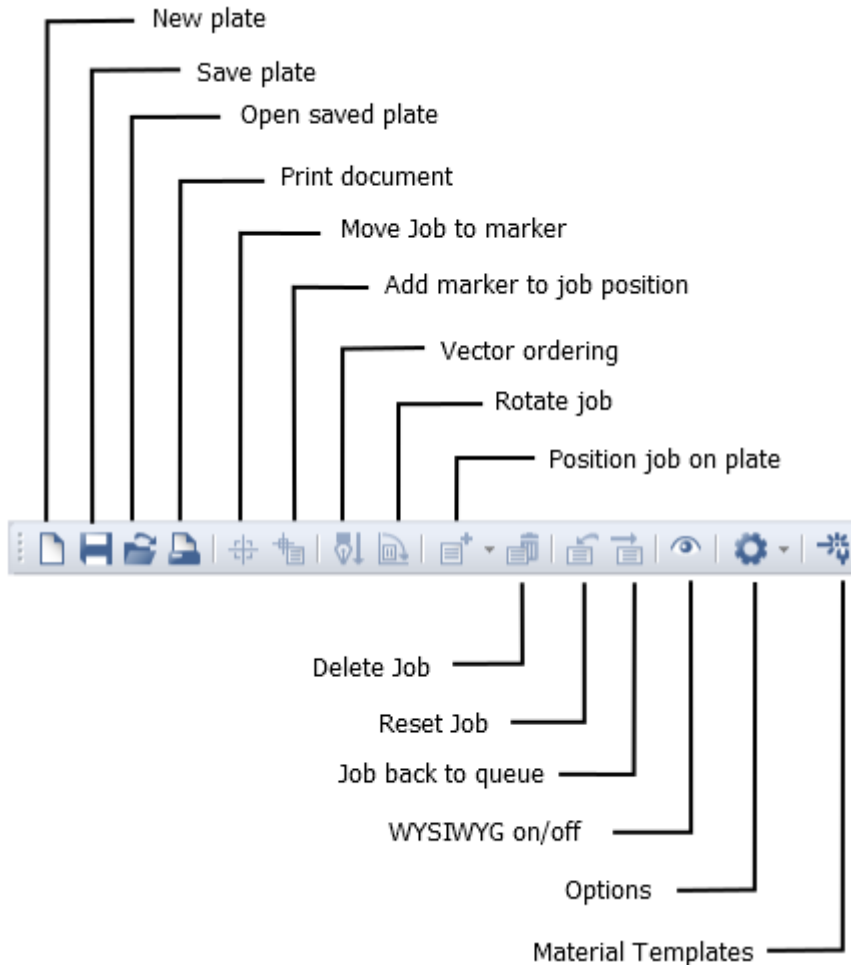 New plate
Save plate
Open saved plate
Print document
Move Job to marker
Add marker to job position
Vector ordering
Rotate job
Position job on plate
Delete Job
Reset Job
Job back to queue
WYSIWYG on/off
Options
Material Templates